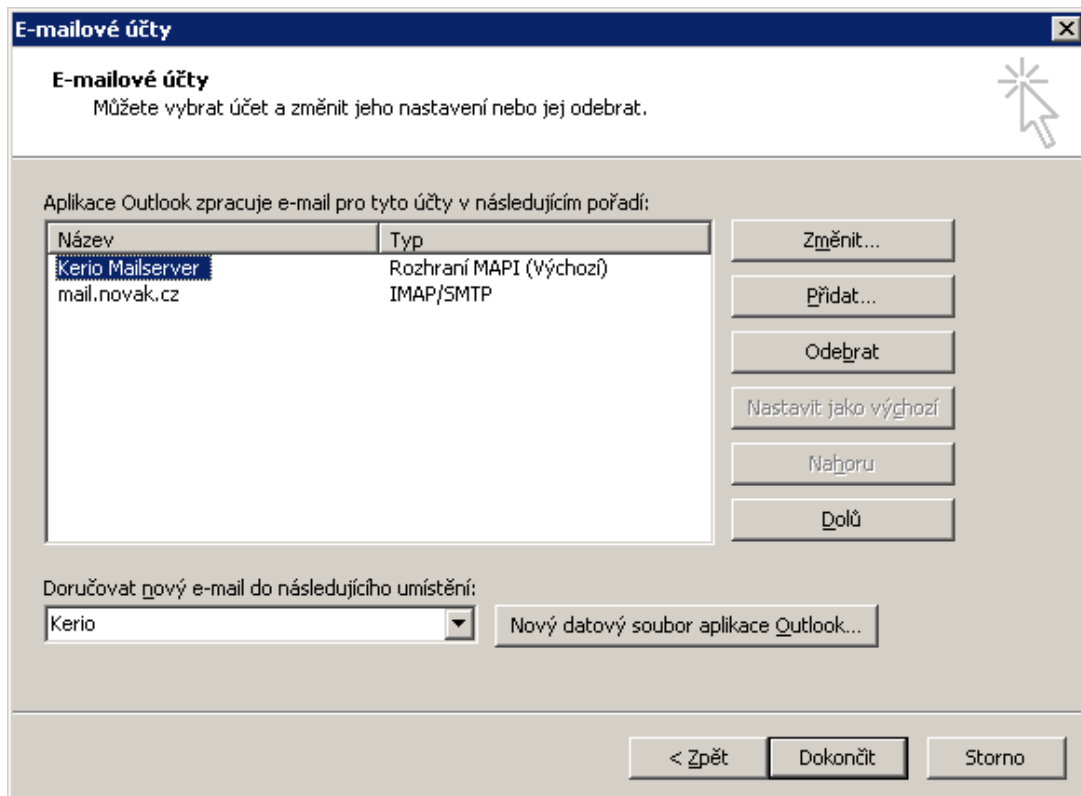 E-mailové účty
E-mailové účty
Můžete vybrat účet a změnit jeho nastavení nebo jej odebrat.
Aplikace Outlook zpracuje e-mail pro tyto účty v následujícím pořadí:
Název Typ
Kerio Mailserver Rozhraní MAPI (Výchozí)
mail.novak.cz IMAP/SMTP
Změnit...
Přidat...
Odebrat
Nastavit jako výchozí
Nahoru
Dolů
Doručovat nový e-mail do následujícího umístění:
Kerio Nový datový soubor aplikace Outlook...
< Zpět Dokončit Storno